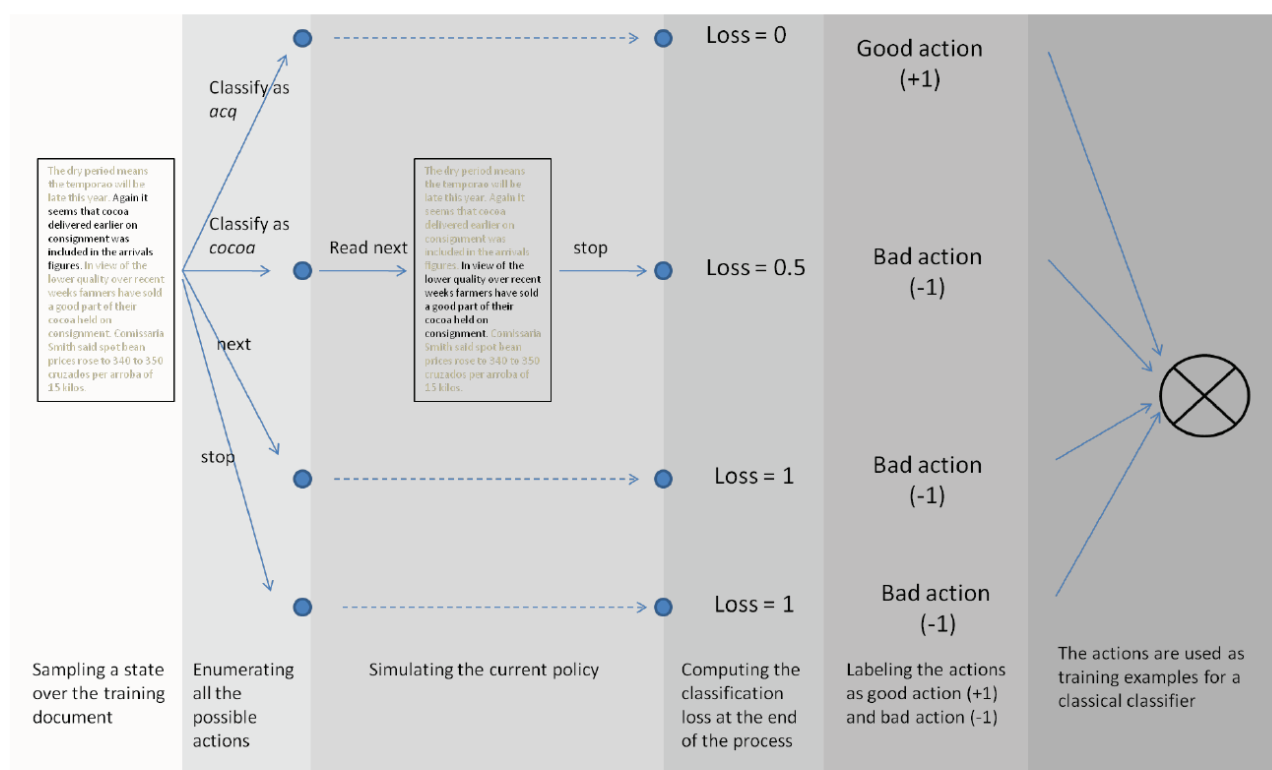 Loss = 0
Good action
(+1)
Classify as
acq
The dry period means
the temporao will be
late this year. Again it
seems that cocoa
delivered earlier on
consignment was
included in the arrivals
figures. In view of the
lower quality over recent
weeks farmers have sold
a good part of their
cocoa held on
consignment. Comissaria
Smith said spot bean
prices rose to 340 to 350
cruzados per arroba of
15 kilos.
Classify as
cocoa
Read next
The dry period means
the temporao will be
late this year. Again it
seems that cocoa
delivered earlier on
consignment was
included in the arrivals
figures. In view of the
lower quality over recent
weeks farmers have sold
a good part of their
cocoa held on
consignment. Comissaria
Smith said spot bean
prices rose to 340 to 350
cruzados per arroba of
15 kilos.
stop
Loss = 0.5
Bad action
(-1)
next
stop
Loss = 1
Bad action
(-1)
Loss = 1
Bad action
(-1)
Sampling a state
over the training
document
Enumerating
all the
possible
actions
Simulating the current policy
Computing the
classification
loss at the end
of the process
Labeling the actions
as good action (+1)
and bad action (-1)
The actions are used as
training examples for a
classical classifier